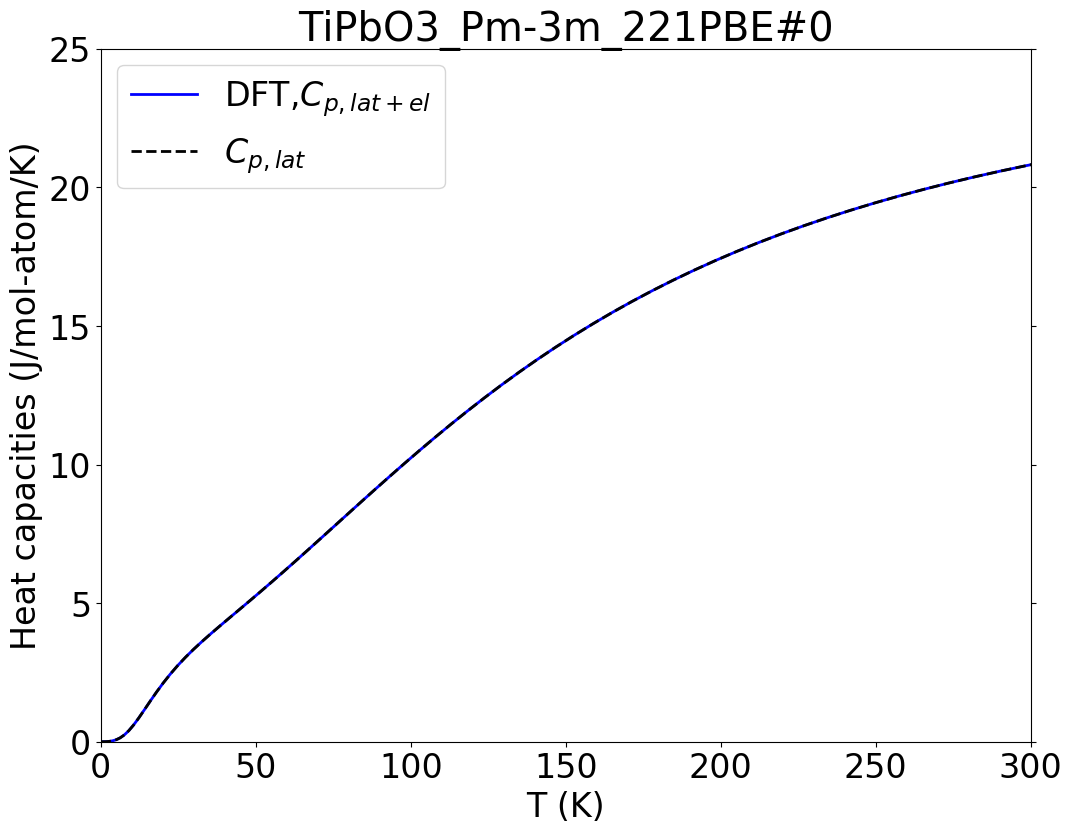 TiPbO3_Pm-3m_221PBE#0
DFT,C_{p, lat + el}
C_{p, lat}
Heat capacities (J/mol-atom/K)
25
20
15
10
5
0
0 50 100 150 200 250 300
T (K)